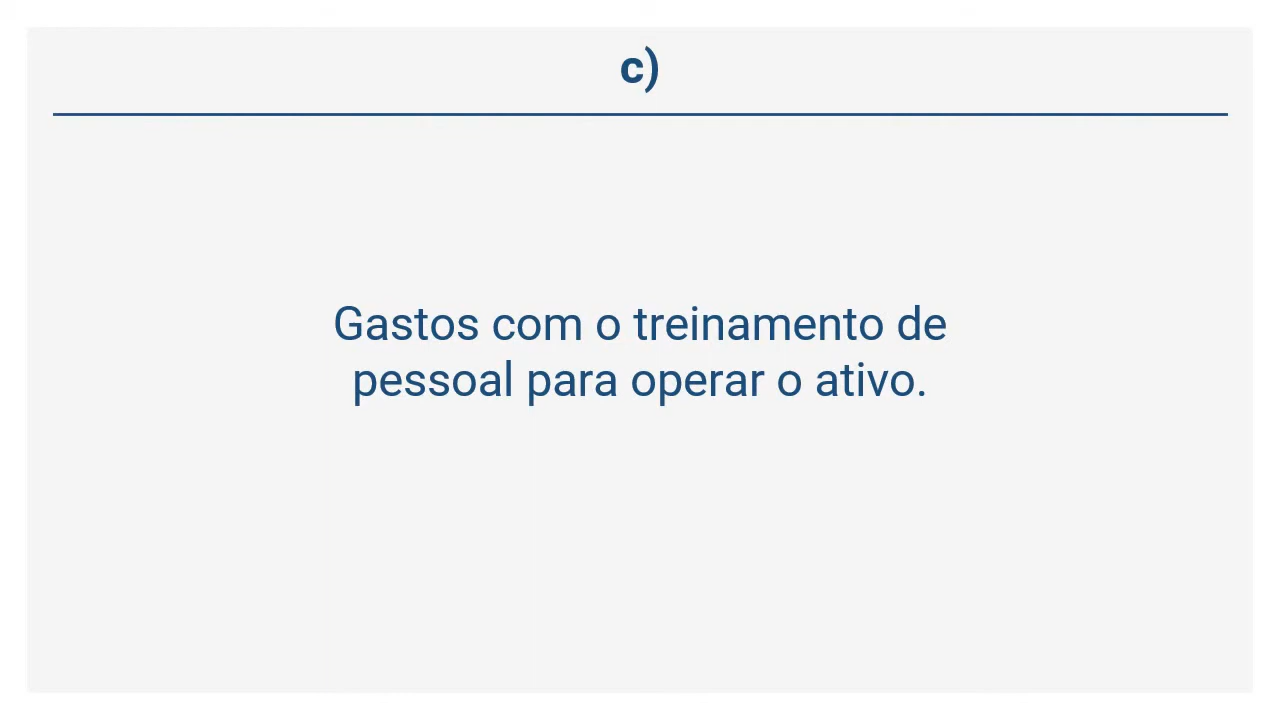 c)
Gastos com o treinamento de
pessoal para operar o ativo.